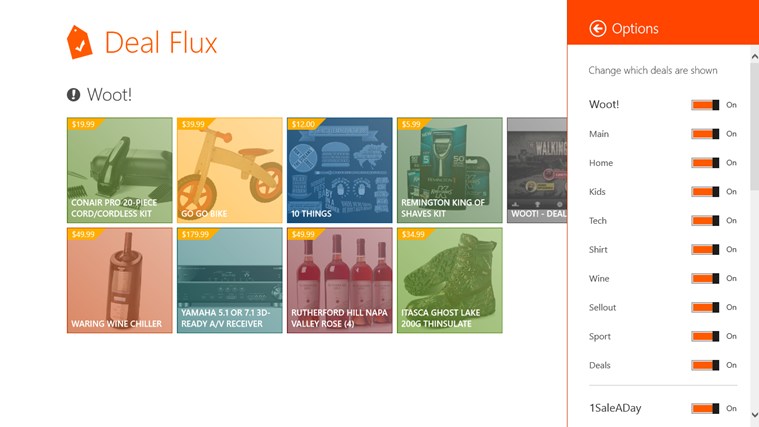 Deal Flux
Woot!
$19.99
CONAIR PRO 20-PIECE
CORD/CORDLESS KIT
$39.99
GO GO BIKE
$12.00
10 THINGS
$5.99
REMINGTON KING OF
SHAVES KIT
WALKING
WOOT! - DEAL
$49.99
WARING WINE CHILLER
$179.99
YAMAHA 5.1 OR 7.1 3D-
READY A/V RECEIVER
$49.99
RUTHERFORD HILL NAPA
VALLEY ROSE (4)
$34.99
ITASCA GHOST LAKE
200G THINSULATE
Options
Change which deals are shown
Woot! On
Main On
Home On
Kids On
Tech On
Shirt On
Wine On
Sellout On
Sport On
Deals On
1SaleADay On